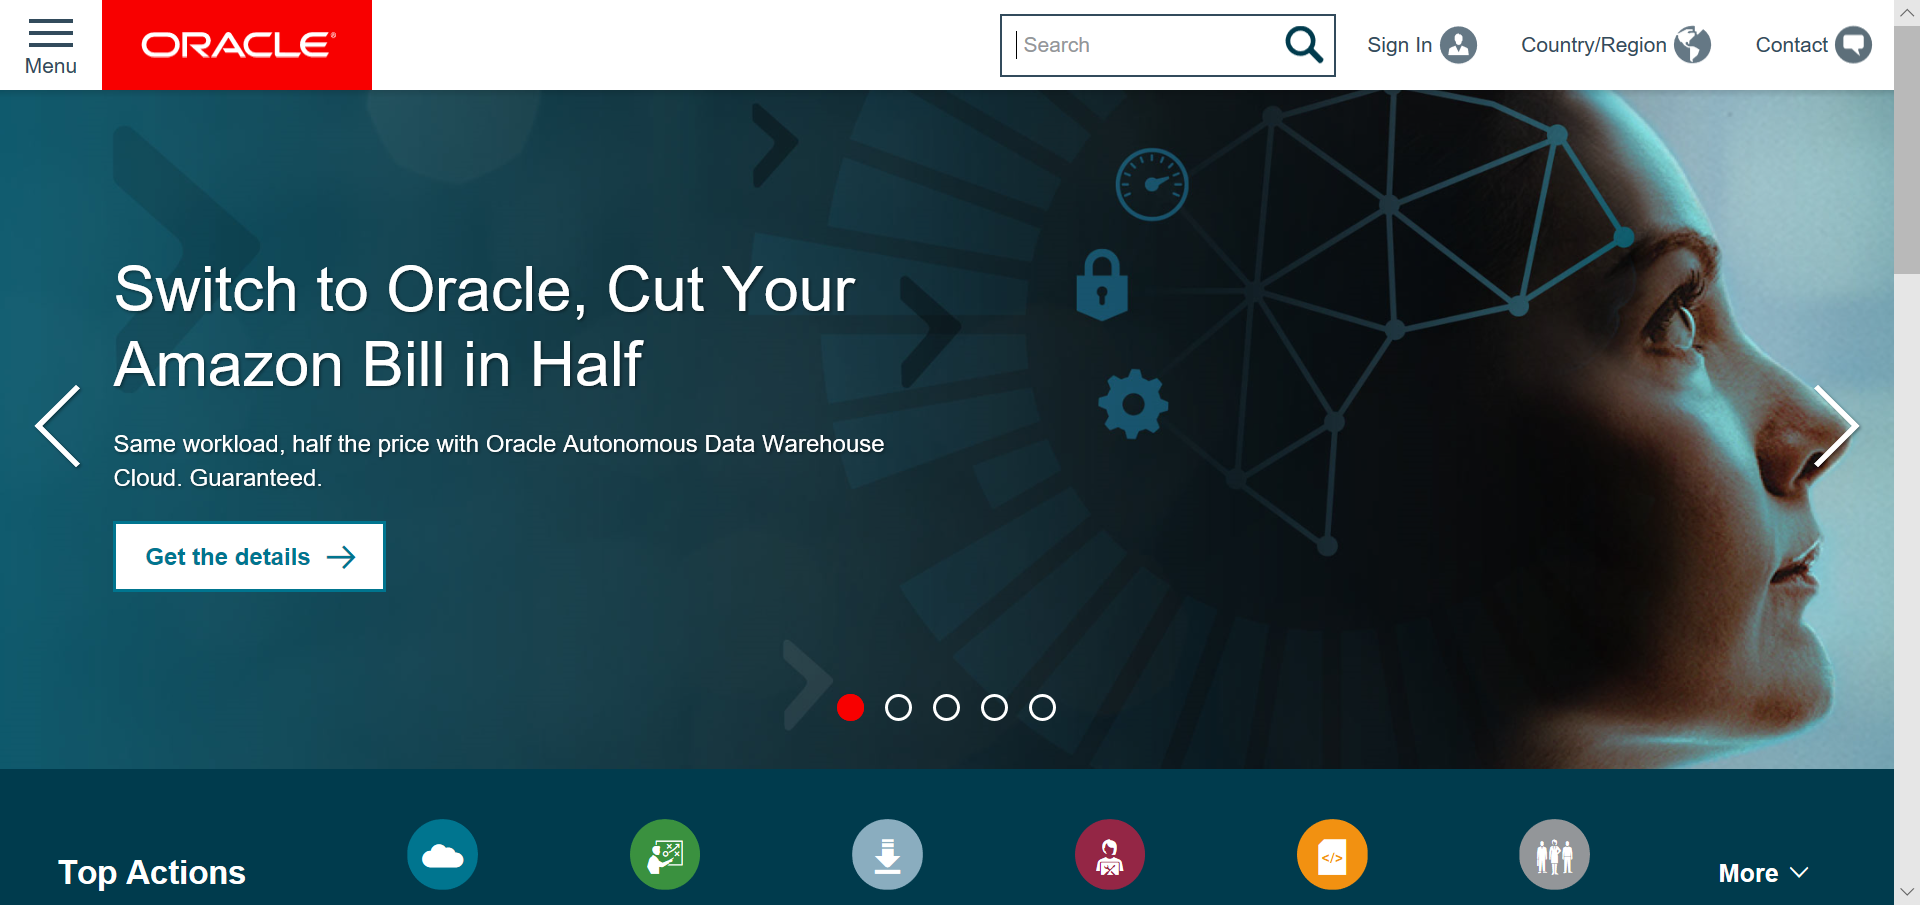 Menu
ORACLE®
Search
Sign In
Country/Region
Contact
Switch to Oracle, Cut Your
Amazon Bill in Half
Same workload, half the price with Oracle Autonomous Data Warehouse
Cloud. Guaranteed.
Get the details
Top Actions
</>
More